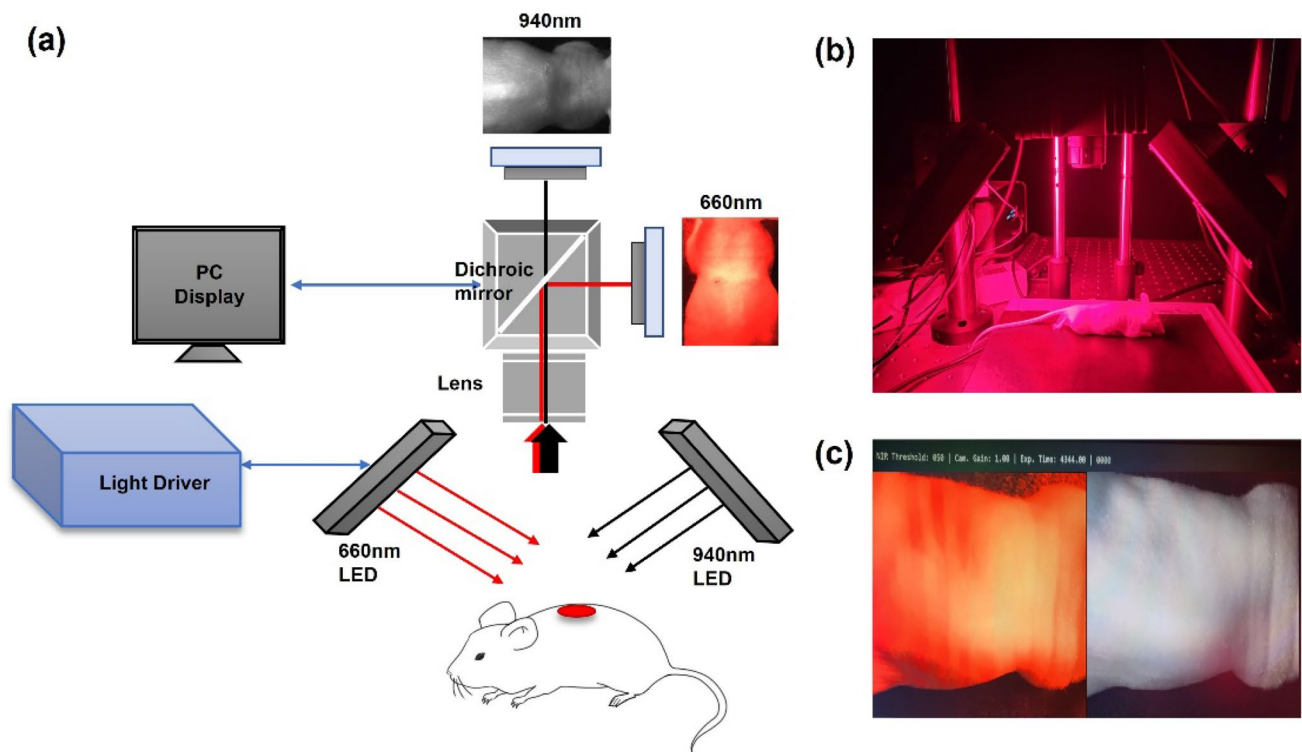 (a)
940nm
660nm
PC
Display
Dichroic
mirror
Lens
Light Driver
660nm
LED
940nm
LED
(b)
(c)
NIR Threshold: 050 | Cam. Gain: 1.00 | Exp. Time: 4344.00 | 0000